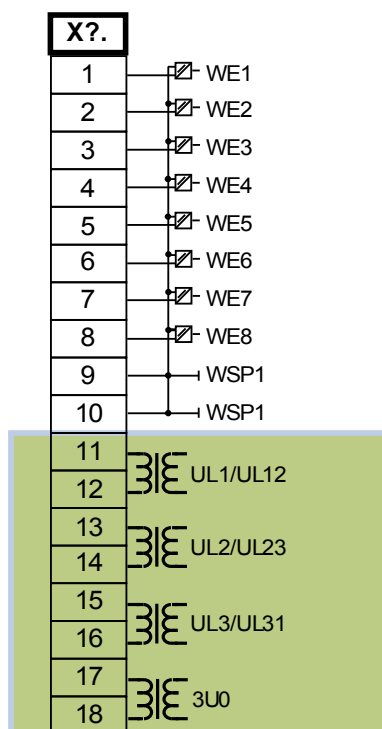 X?.
1 WE1
2 WE2
3 WE3
4 WE4
5 WE5
6 WE6
7 WE7
8 WE8
9 WSP1
10 WSP1
11
UL1/UL12
12
13
UL2/UL23
14
15
UL3/UL31
16
17
3U0
18